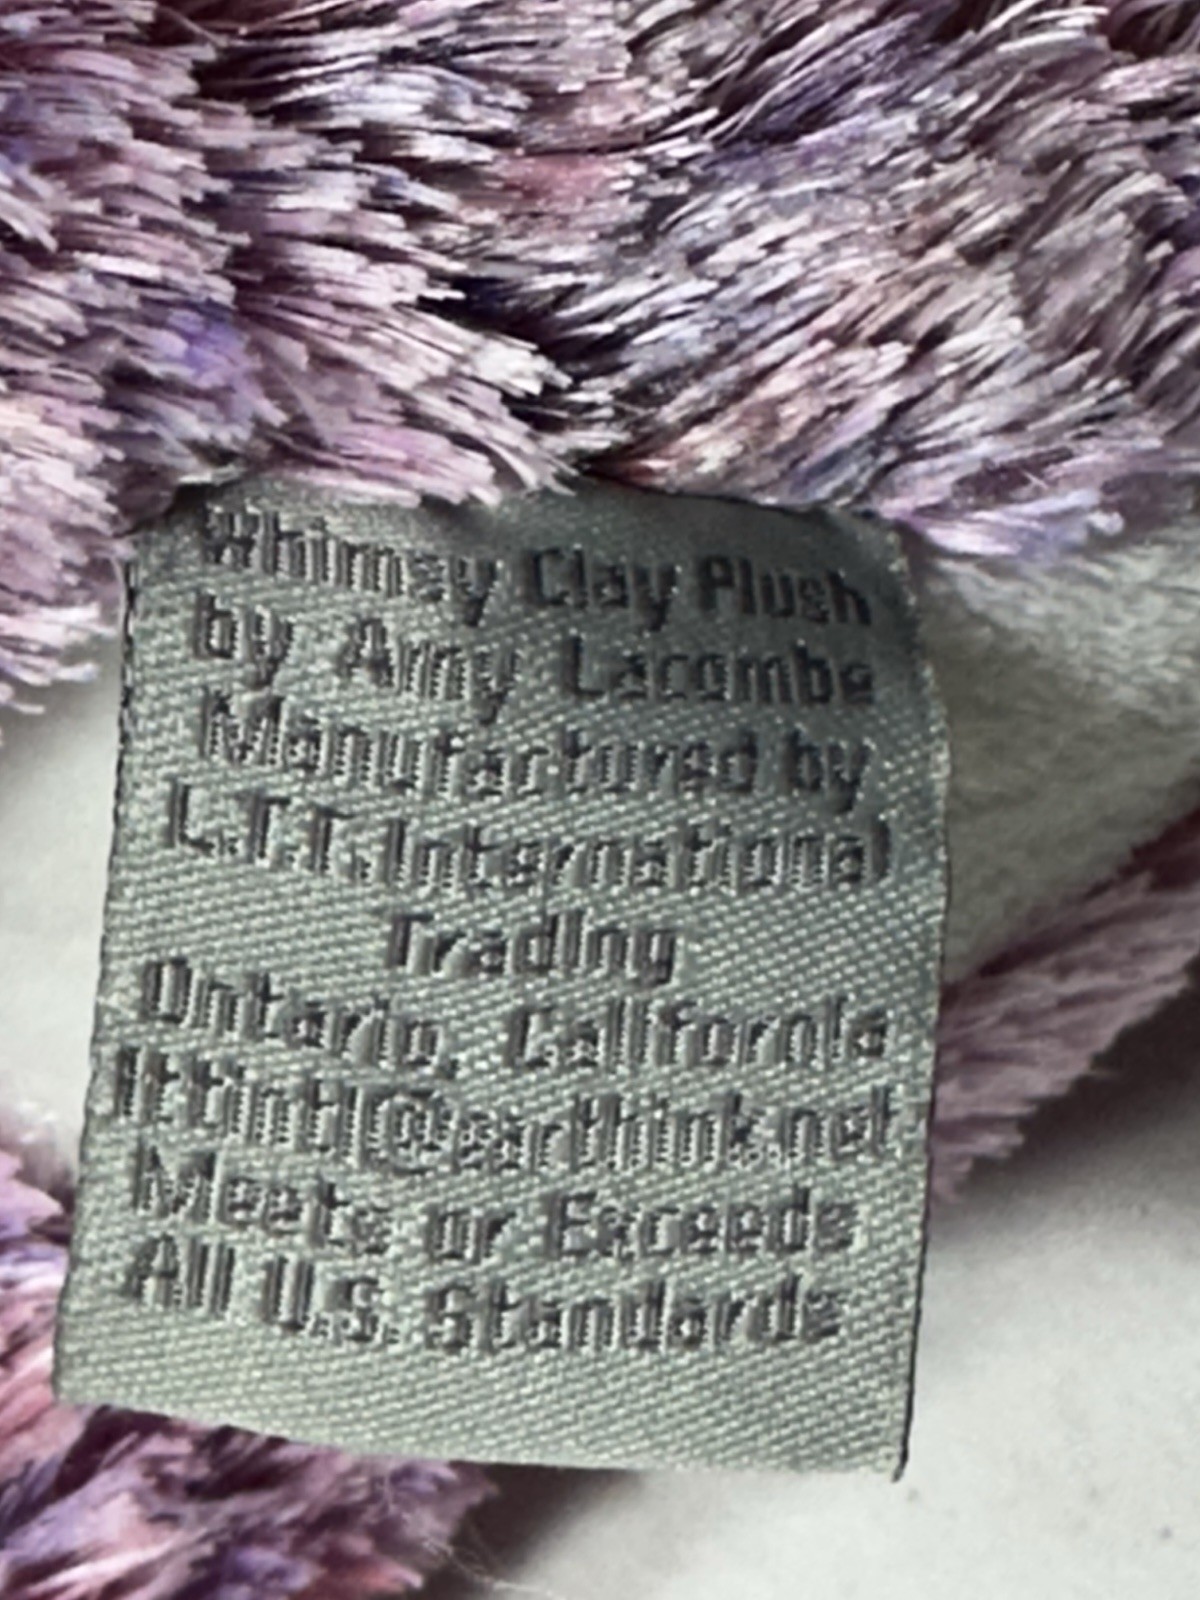 Whimsy Clay Plush
by Amy Lacombe
Manufactured by
L.T.T.International
Trading
Ontario, California
lttintl@earthlink.net
Meets or Exceeds
All U.S. Standards